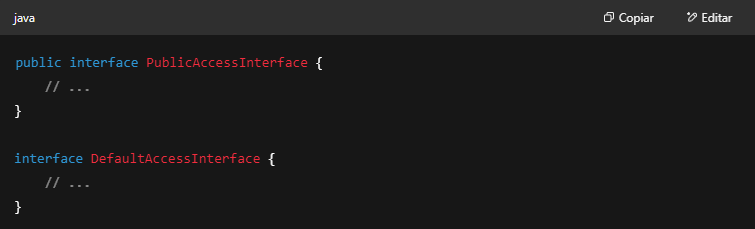 java Copiar Editar
public interface PublicAccessInterface {
// ...
}
interface DefaultAccessInterface {
// ...
}